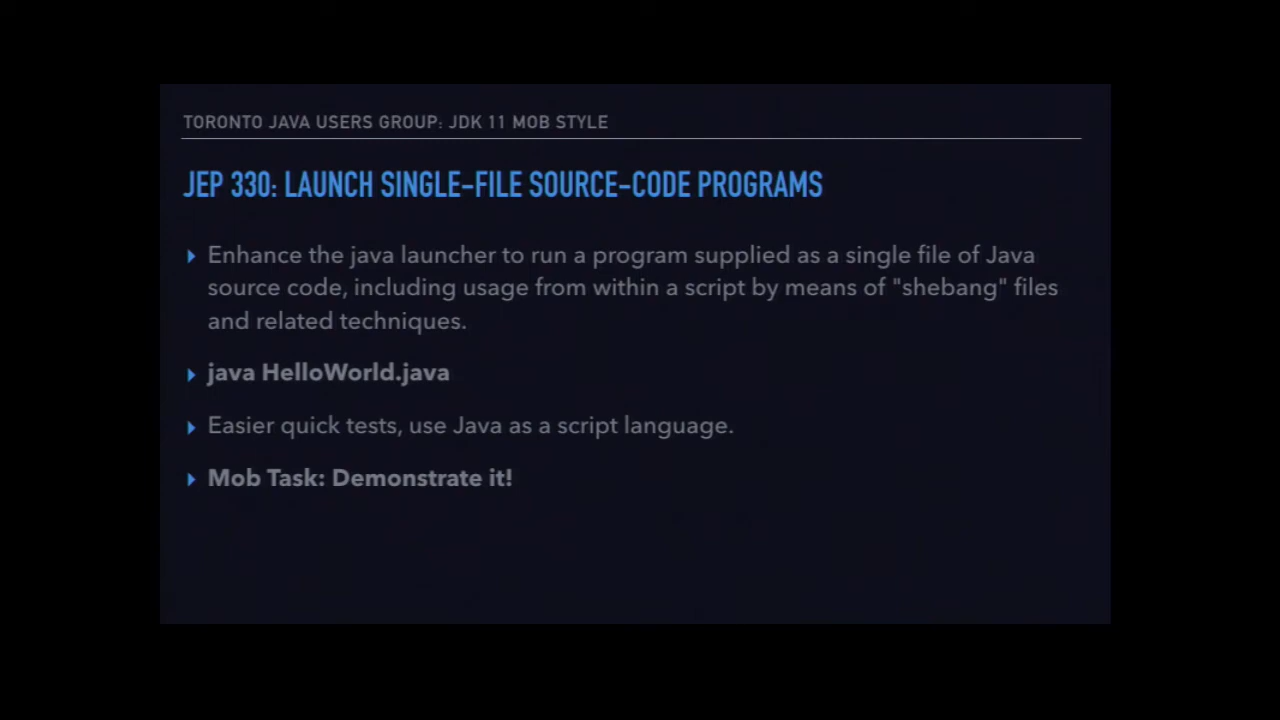 TORONTO JAVA USERS GROUP: JDK 11 MOB STYLE
JEP 330: LAUNCH SINGLE-FILE SOURCE-CODE PROGRAMS
Enhance the java launcher to run a program supplied as a single file of Java
source code, including usage from within a script by means of "shebang" files
and related techniques.
java HelloWorld.java
Easier quick tests, use Java as a script language.
Mob Task: Demonstrate it!